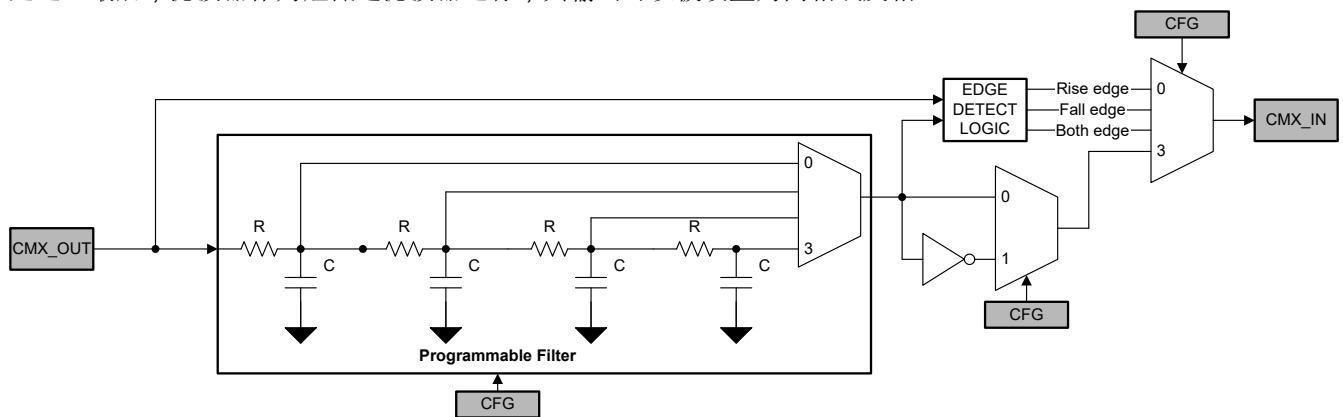 CFG
EDGE
DETECT
LOGIC
Rise edge
Fall edge
Both edge
0
3
CMX_IN
CMX_OUT
R
R
R
R
C
C
C
C
0
3
0
1
CFG
Programmable Filter
CFG